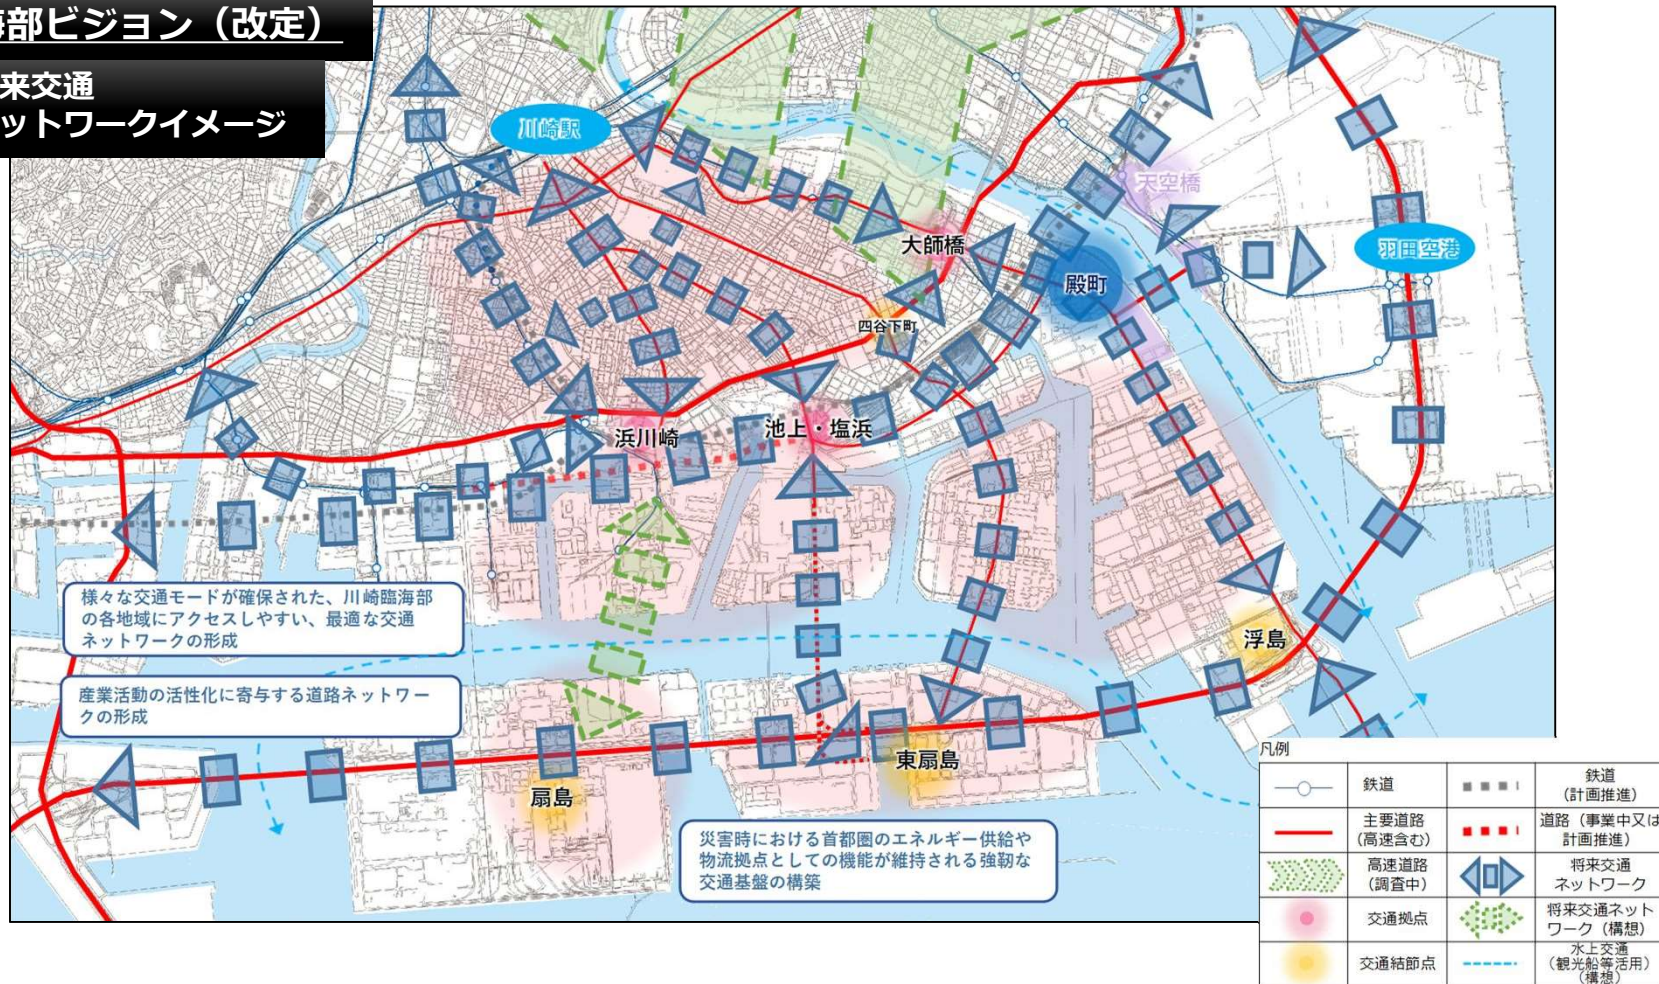 海部ビジョン（改定）
来交通
ットワークイメージ
川崎駅
天空橋
大師橋
羽田空港
殿町
四谷下町
浜川崎
池上・塩浜
様々な交通モードが確保された、川崎臨海部
の各地域にアクセスしやすい、最適な交通
ネットワークの形成
浮島
産業活動の活性化に寄与する道路ネットワー
クの形成
東扇島
扇島
災害時における首都圏のエネルギー供給や
物流拠点としての機能が維持される強靭な
交通基盤の構築
凡例
鉄道
鉄道
（計画推進）
主要道路
（高速含む）
道路（事業中又は
計画推進）
高速道路
（調査中）
将来交通
ネットワーク
交通拠点
将来交通ネット
ワーク（構想）
交通結節点
水上交通
（観光船等活用）
（構想）